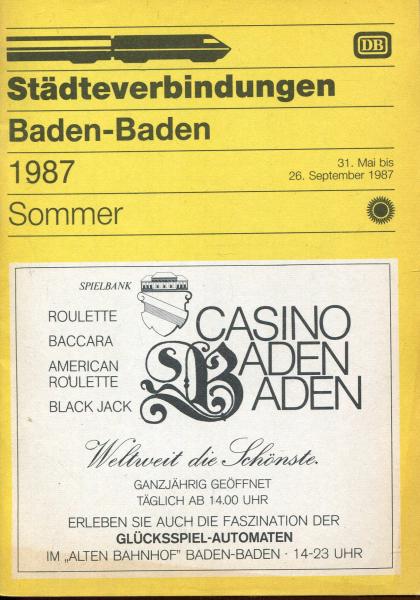 DB
Städteverbindungen
Baden-Baden
1987
31. Mai bis
26. September 1987
Sommer
SPIELBANK
ROULETTE
BACCARA
AMERICAN
ROULETTE
BLACK JACK
CASINO
BADEN
ADEN
Weltweit die Schönste.
GANZJÄHRIG GEÖFFNET
TÄGLICH AB 14.00 UHR
ERLEBEN SIE AUCH DIE FASZINATION DER
GLÜCKSSPIEL-AUTOMATEN
IM „ALTEN BAHNHOF" BADEN-BADEN · 14-23 UHR